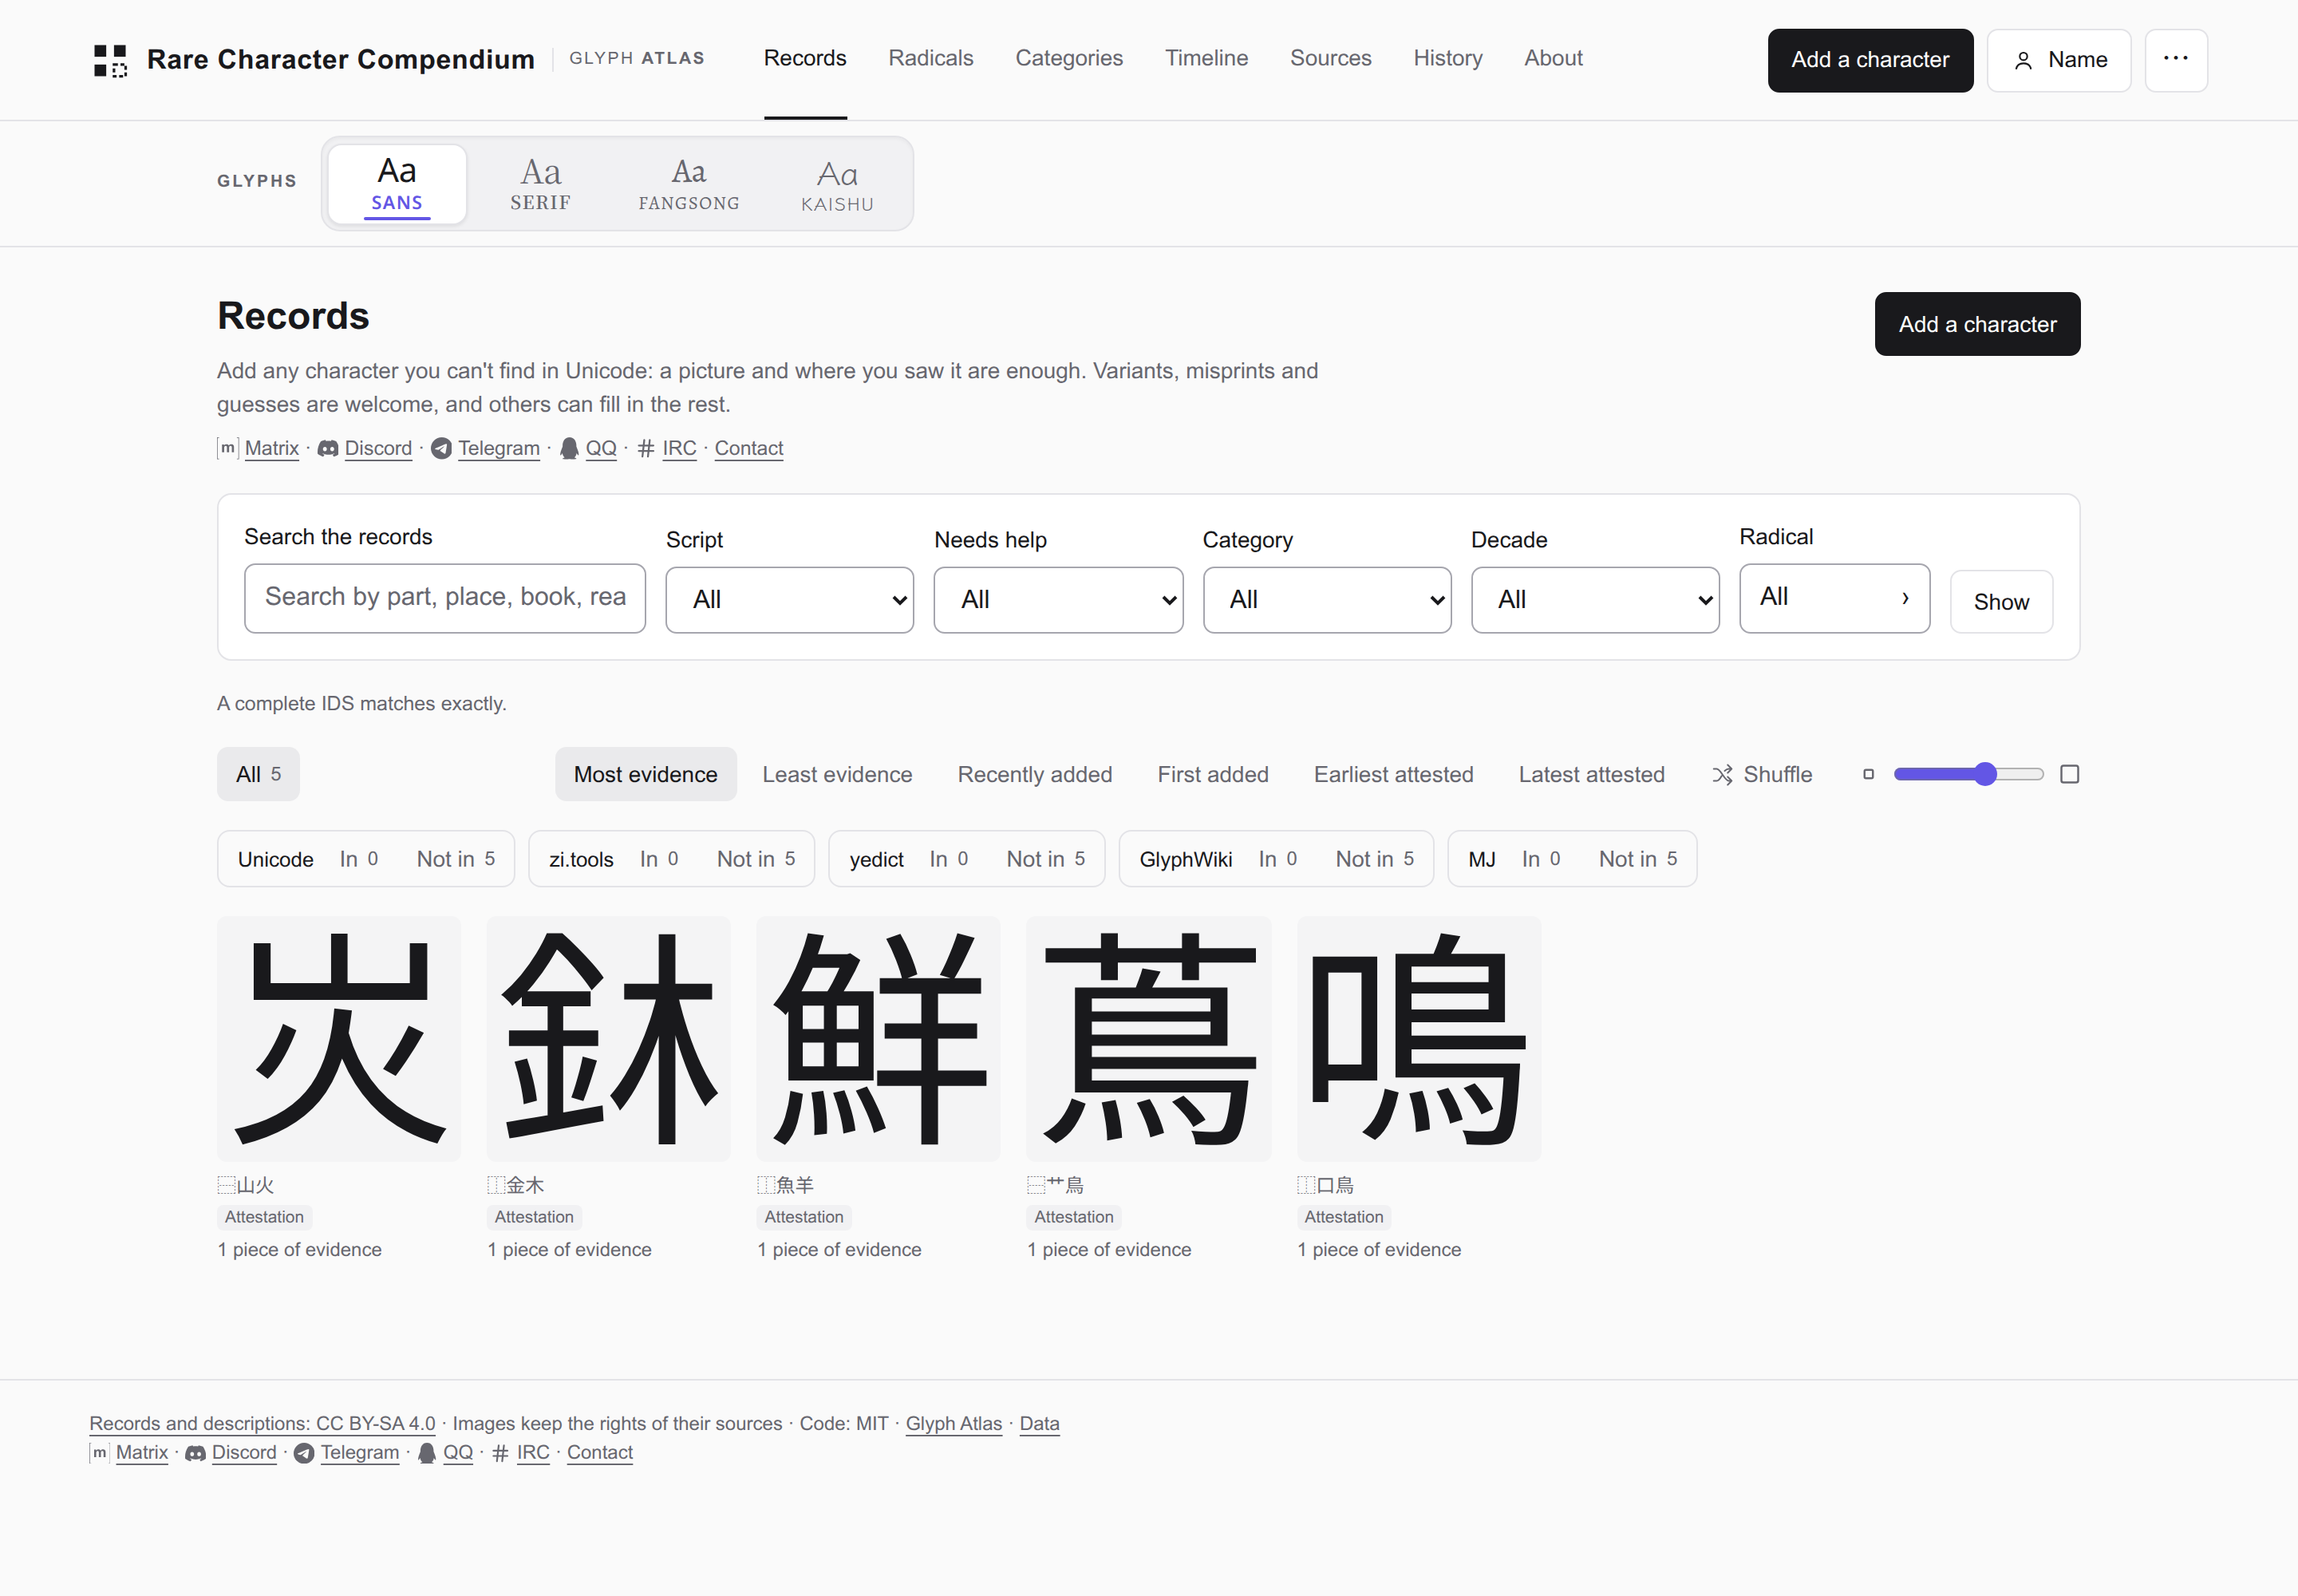 Rare Character Compendium
GLYPH ATLAS
Records Radicals Categories Timeline Sources History About
Add a character
Name
GLYPHS
Aa SANS
Aa SERIF
Aa FANGSONG
Aa KAISHU
Records
Add a character
Add any character you can't find in Unicode: a picture and where you saw it are enough. Variants, misprints and
guesses are welcome, and others can fill in the rest.
Matrix · Discord · Telegram · QQ · IRC · Contact
Search the records
Search by part, place, book, rea
Script
All
Needs help
All
Category
All
Decade
All
Radical
All ›
Show
A complete IDS matches exactly.
All 5
Most evidence Least evidence Recently added First added Earliest attested Latest attested Shuffle
Unicode In 0 Not in 5
zi.tools In 0 Not in 5
yedict In 0 Not in 5
GlyphWiki In 0 Not in 5
MJ In 0 Not in 5
⿱山火
Attestation
1 piece of evidence
⿰金木
Attestation
1 piece of evidence
⿰魚羊
Attestation
1 piece of evidence
⿱艹鳥
Attestation
1 piece of evidence
⿰口鳥
Attestation
1 piece of evidence
Records and descriptions: CC BY-SA 4.0 · Images keep the rights of their sources · Code: MIT · Glyph Atlas · Data
Matrix · Discord · Telegram · QQ · IRC · Contact